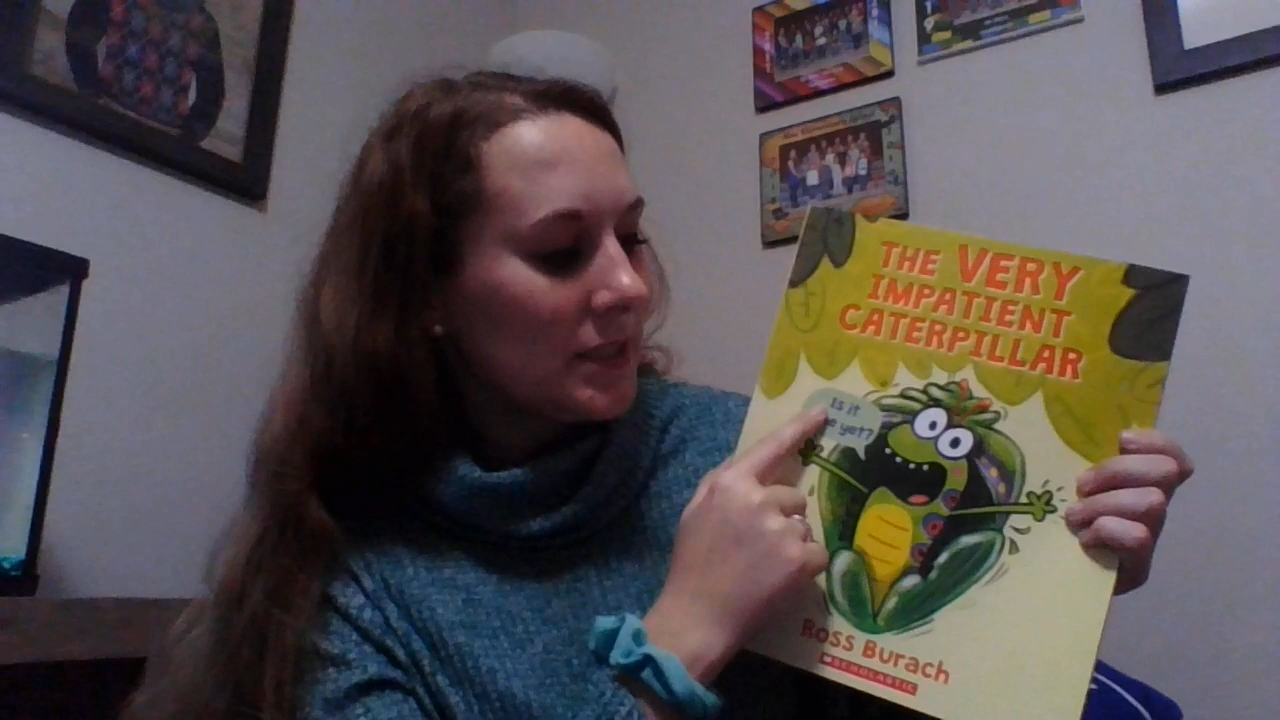 THE VERY
IMPATIENT
CATERPILLAR
Is it
yet?
Ross Burach
SCHOLASTIC